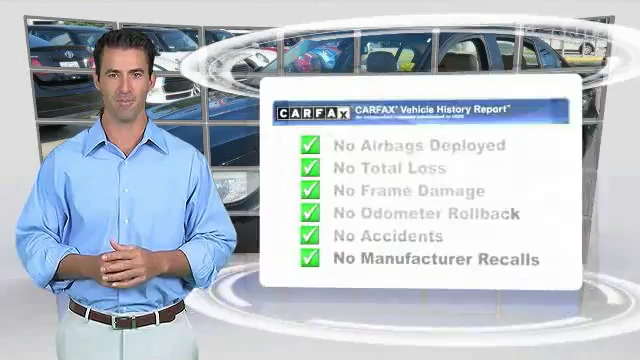 CARFAX CARFAX Vehicle History Report™
No Airbags Deployed
No Total Loss
No Frame Damage
No Odometer Rollback
No Accidents
No Manufacturer Recalls